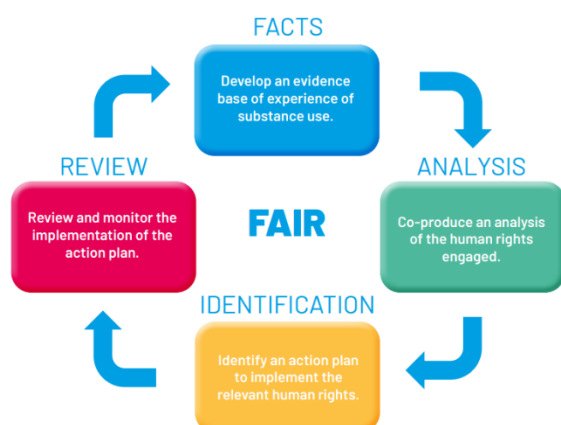 FACTS
Develop an evidence
base of experience of
substance use.
REVIEW
ANALYSIS
Review and monitor the
implementation of the
action plan.
FAIR
Co-produce an analysis
of the human rights
engaged.
IDENTIFICATION
Identify an action plan
to implement the
relevant human rights.